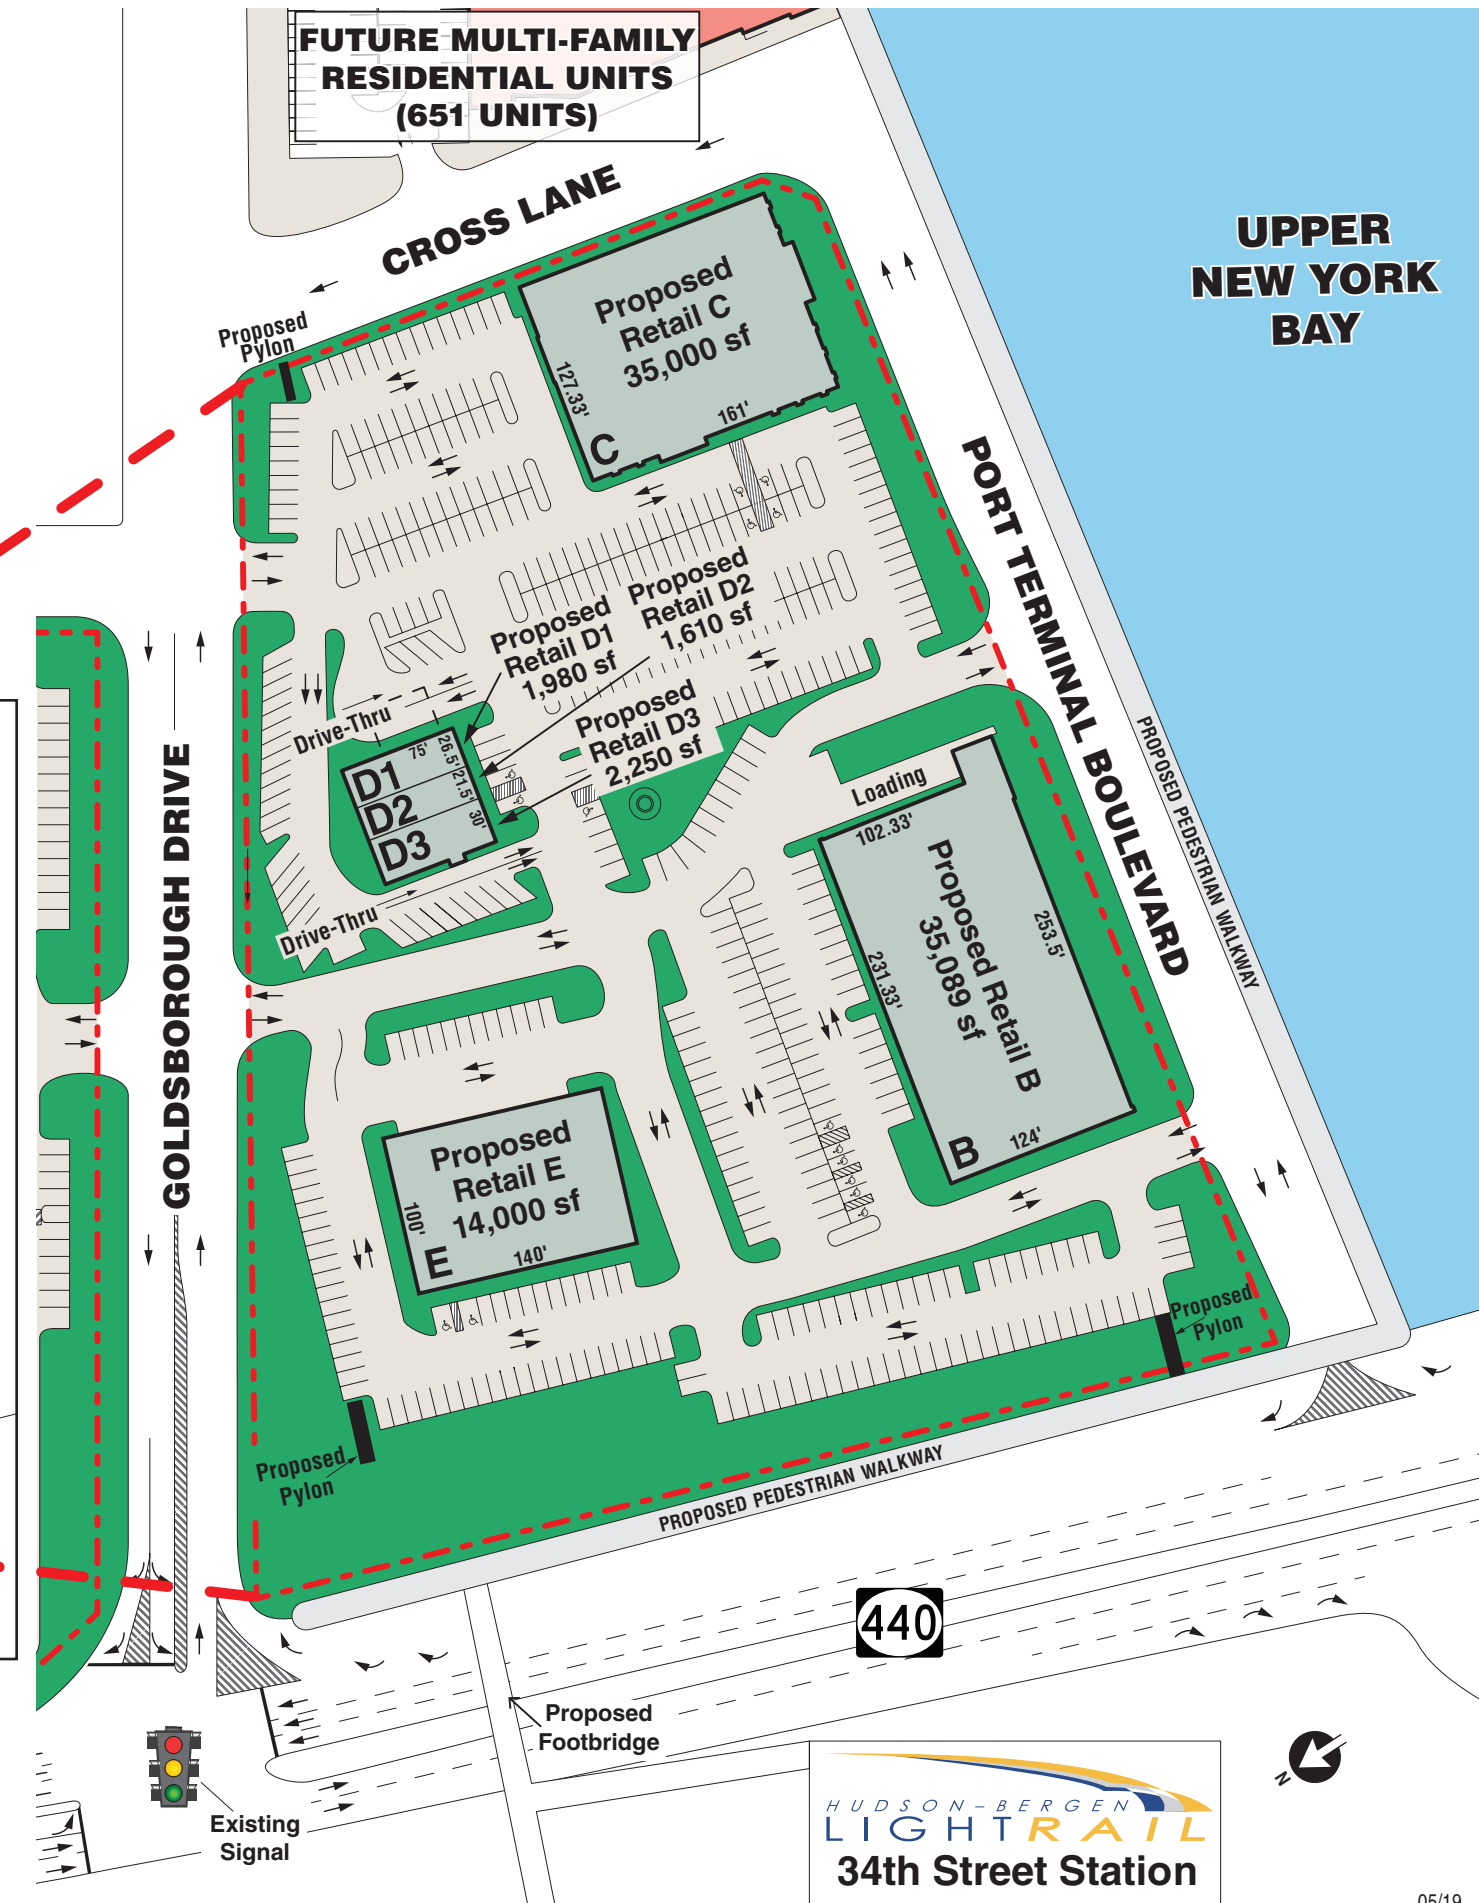 FUTURE MULTI-FAMILY
RESIDENTIAL UNITS
(651 UNITS)
CROSS LANE
UPPER
NEW YORK
BAY
Proposed
Pylon
Proposed
Retail C
35,000 sf
127.33'
161'
C
PORT TERMINAL BOULEVARD
PROPOSED PEDESTRIAN WALKWAY
Proposed
Retail D1
1,980 sf
Proposed
Retail D2
1,610 sf
Proposed
Retail D3
2,250 sf
Drive-Thru
75'
26.5'
21.5'
30'
D1
D2
D3
Drive-Thru
GOLDSBOROUGH DRIVE
Loading
102.33'
Proposed Retail B
35,089 sf
253.5'
231.33'
B
124'
Proposed
Retail E
14,000 sf
100'
140'
E
Proposed
Pylon
Proposed
Pylon
PROPOSED PEDESTRIAN WALKWAY
440
Proposed
Footbridge
Existing
Signal
N
HUDSON-BERGEN
LIGHTRAIL
34th Street Station
05/19